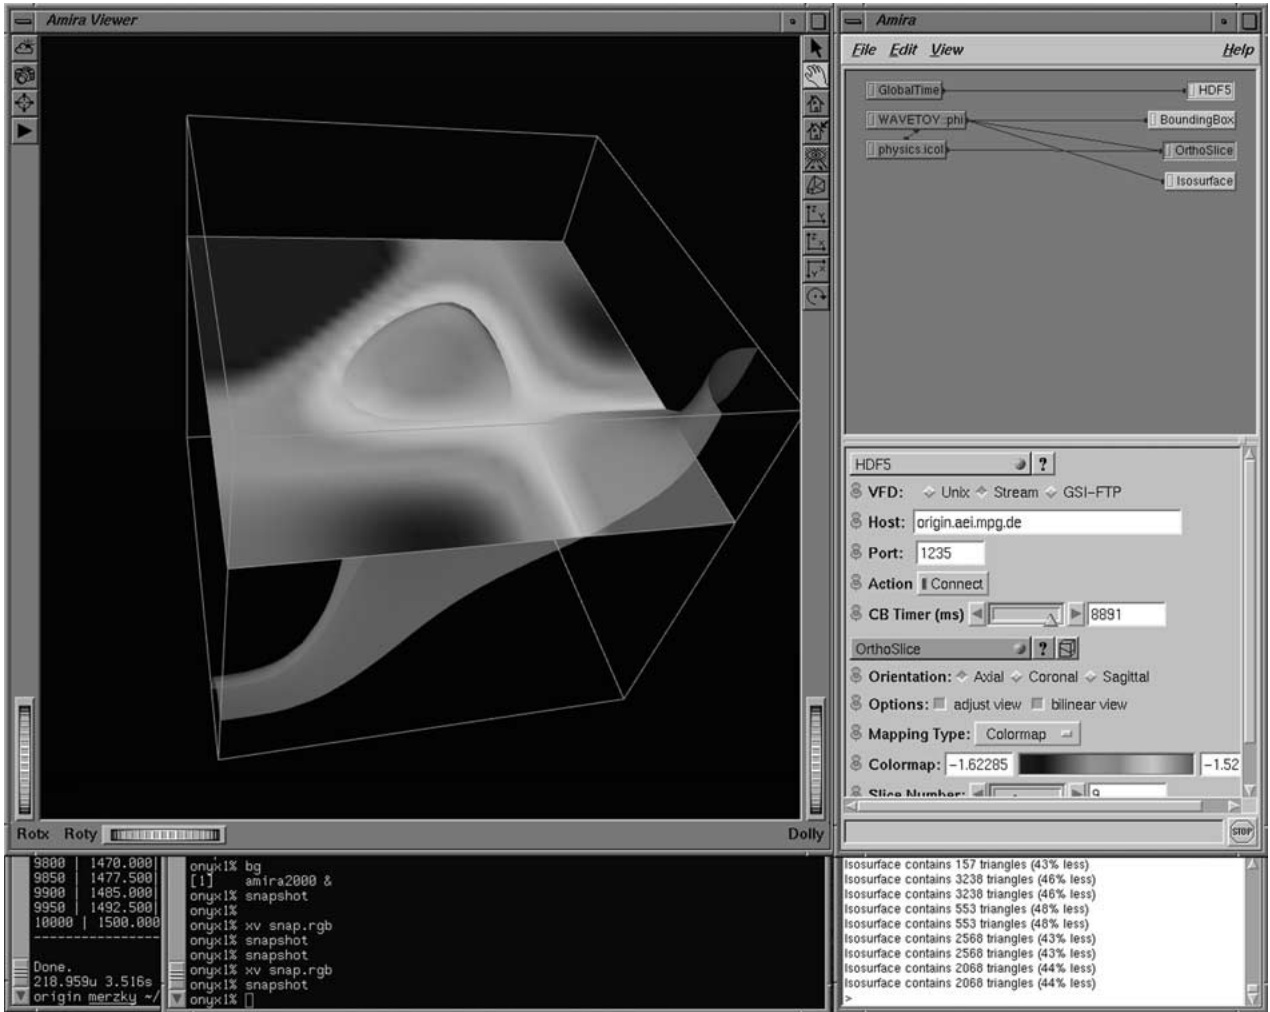 Amira Viewer
Rotx Roty Dolly
Amira
File Edit View Help
GlobalTime HDF5
WAVETOY::phi BoundingBox
physics.icol OrthoSlice
Isosurface
HDF5 ?
VFD: Unix Stream GSI-FTP
Host: origin.aei.mpg.de
Port: 1235
Action Connect
CB Timer (ms) 8891
OrthoSlice ?
Orientation: Axial Coronal Sagittal
Options: adjust view bilinear view
Mapping Type: Colormap
Colormap: -1.62285 -1.52
Slice Number: 9
STOP
9800 | 1470.000|
9850 | 1477.500|
9900 | 1485.000|
9950 | 1492.500|
10000 | 1500.000
------------------
Done.
218.959u 3.516s
origin merzky ~/
onyx1% bg
[1] amira2000 &
onyx1% snapshot
onyx1%
onyx1% xv snap.rgb
onyx1% snapshot
onyx1% snapshot
onyx1% xv snap.rgb
onyx1% snapshot
onyx1%
Isosurface contains 157 triangles (43% less)
Isosurface contains 3238 triangles (46% less)
Isosurface contains 3238 triangles (46% less)
Isosurface contains 553 triangles (48% less)
Isosurface contains 553 triangles (48% less)
Isosurface contains 2568 triangles (43% less)
Isosurface contains 2568 triangles (43% less)
Isosurface contains 2068 triangles (44% less)
Isosurface contains 2068 triangles (44% less)
>